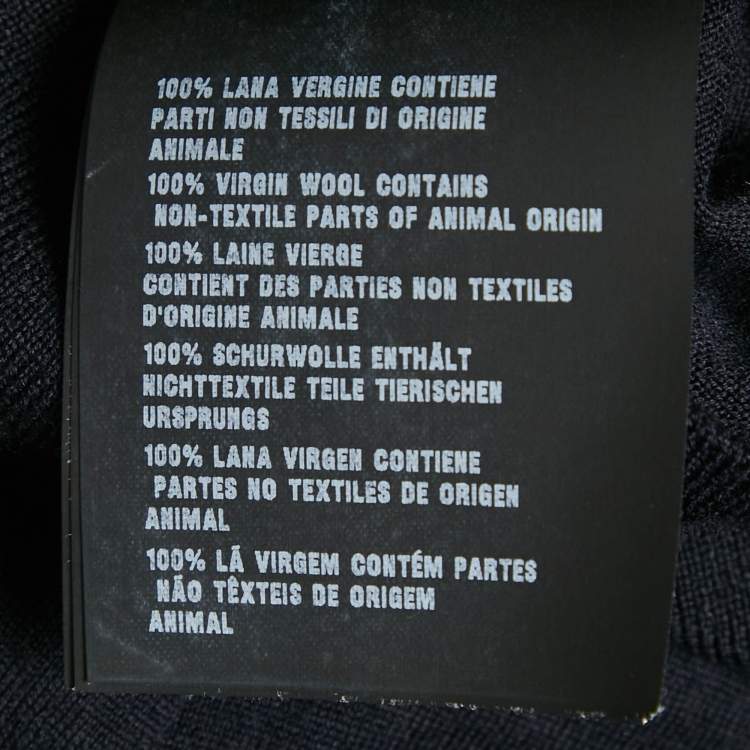 100% LANA VERGINE CONTIENE
PARTI NON TESSILI DI ORIGINE
ANIMALE
100% VIRGIN WOOL CONTAINS
NON-TEXTILE PARTS OF ANIMAL ORIGIN
100% LAINE VIERGE
CONTIENT DES PARTIES NON TEXTILES
D'ORIGINE ANIMALE
100% SCHURWOLLE ENTHÄLT
NICHTTEXTILE TEILE TIERISCHEN
URSPRUNGS
100% LANA VIRGEN CONTIENE
PARTES NO TEXTILES DE ORIGEN
ANIMAL
100% LÃ VIRGEM CONTÉM PARTES
NÃO TÊXTEIS DE ORIGEM
ANIMAL